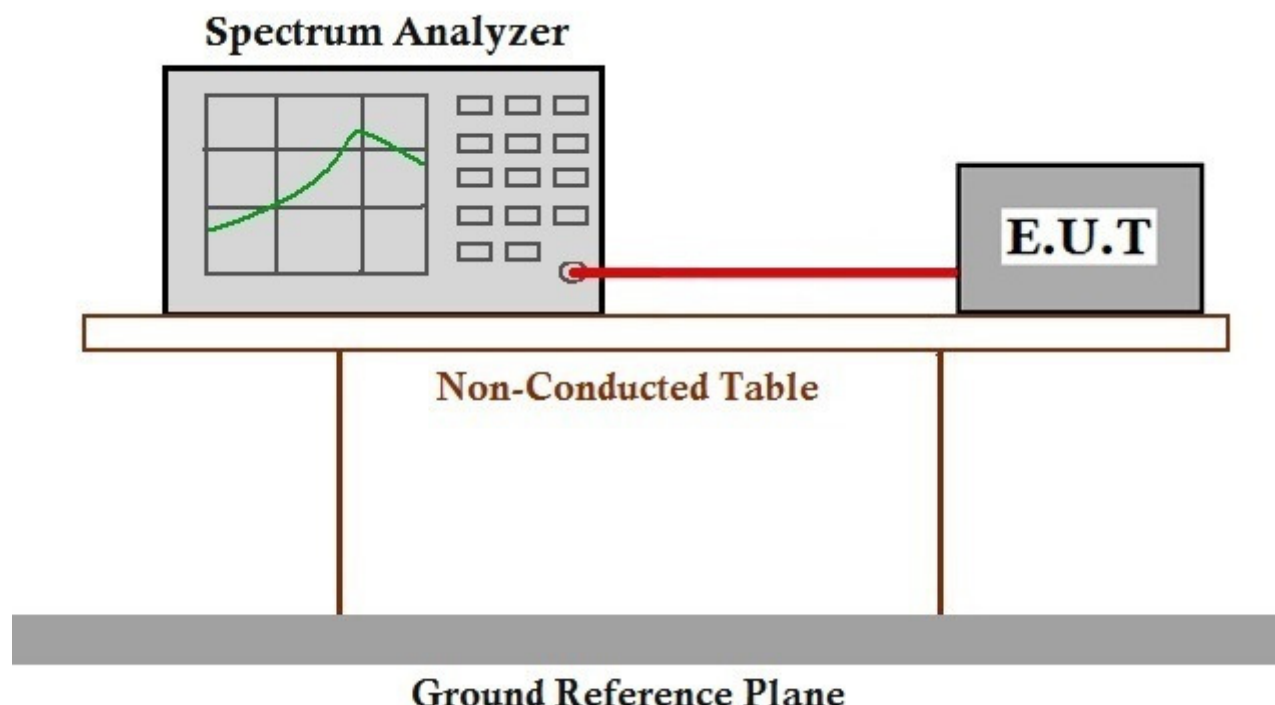 Spectrum Analyzer
E.U.T
Non-Conducted Table
Ground Reference Plane